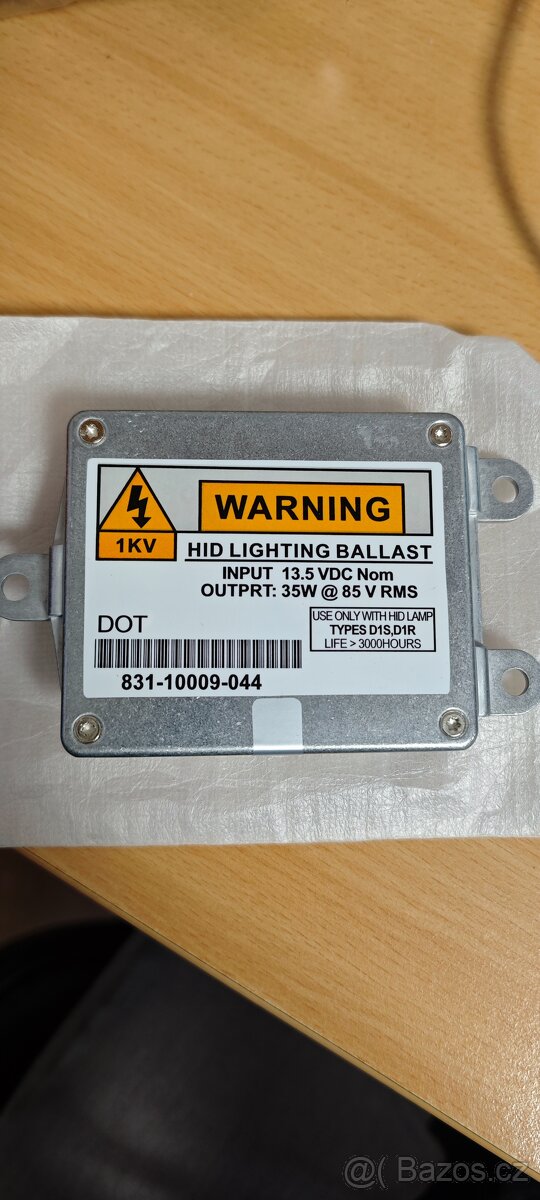 WARNING
1KV
HID LIGHTING BALLAST
INPUT 13.5 VDC Nom
OUTPRT: 35W @ 85 V RMS
DOT
USE ONLY WITH HID LAMP
TYPES D1S,D1R
LIFE > 3000HOURS
831-10009-044
@( Bazos.cz